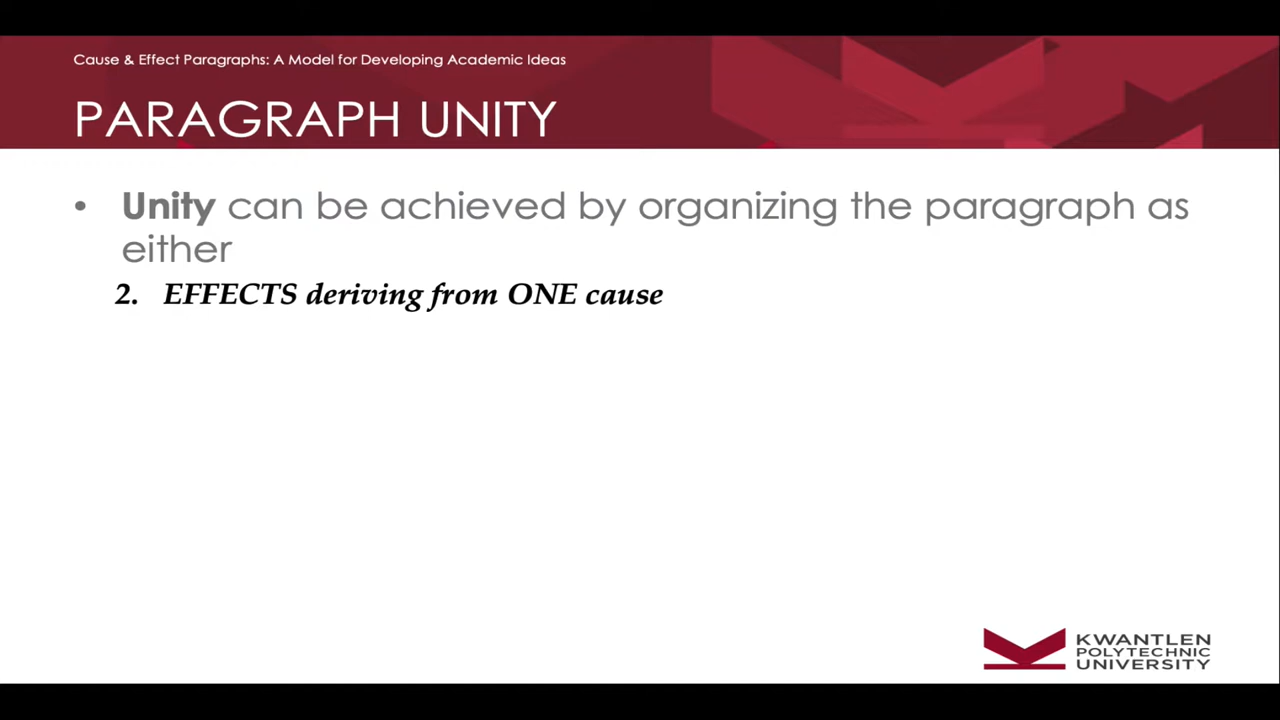 Cause & Effect Paragraphs: A Model for Developing Academic Ideas
PARAGRAPH UNITY
• Unity can be achieved by organizing the paragraph as
either
2. EFFECTS deriving from ONE cause
KWANTLEN
POLYTECHNIC
UNIVERSITY